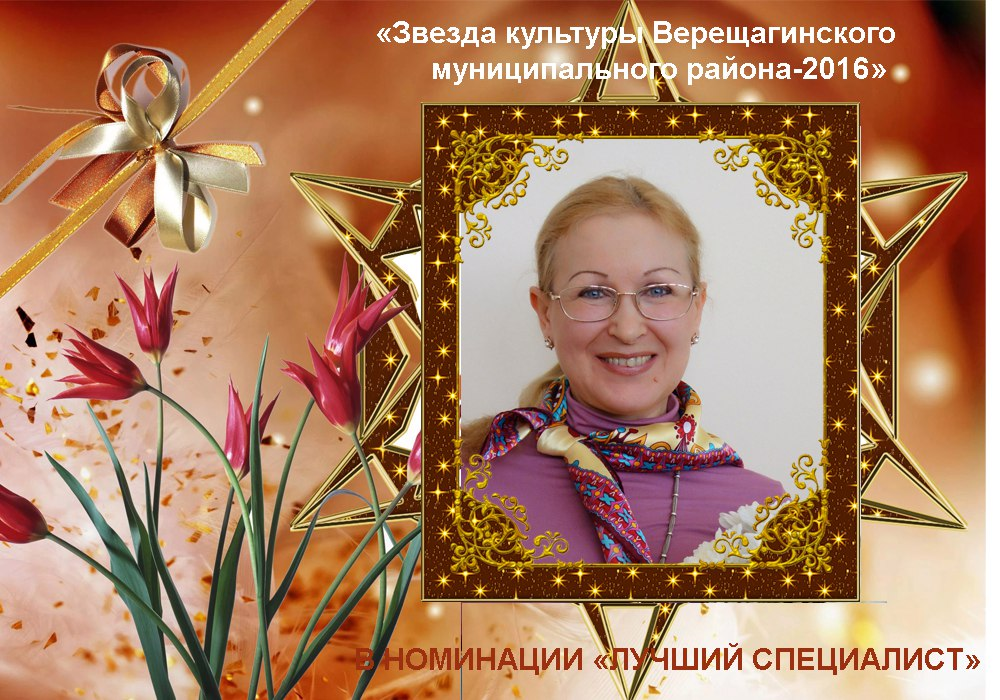 «Звезда культуры Верещагинского
муниципального района-2016»
В НОМИНАЦИИ «ЛУЧШИЙ СПЕЦИАЛИСТ»